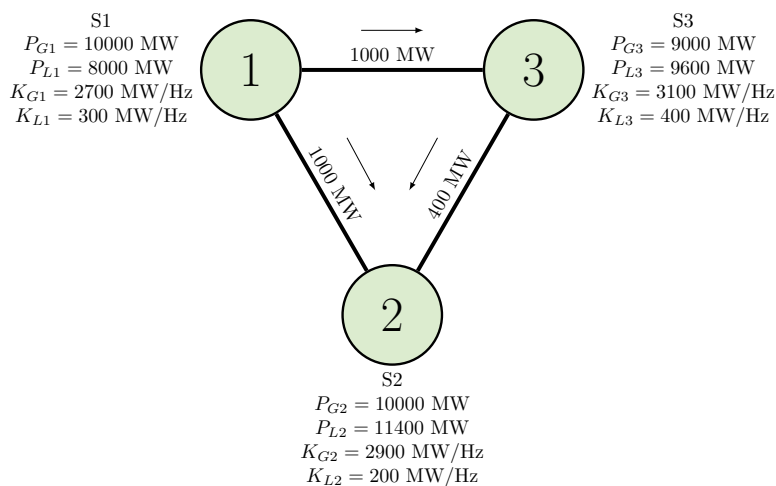 S1
P_{G1} = 10000 MW
P_{L1} = 8000 MW
K_{G1} = 2700 MW/Hz
K_{L1} = 300 MW/Hz
1
1000 MW
3
S3
P_{G3} = 9000 MW
P_{L3} = 9600 MW
K_{G3} = 3100 MW/Hz
K_{L3} = 400 MW/Hz
1000 MW
400 MW
2
S2
P_{G2} = 10000 MW
P_{L2} = 11400 MW
K_{G2} = 2900 MW/Hz
K_{L2} = 200 MW/Hz